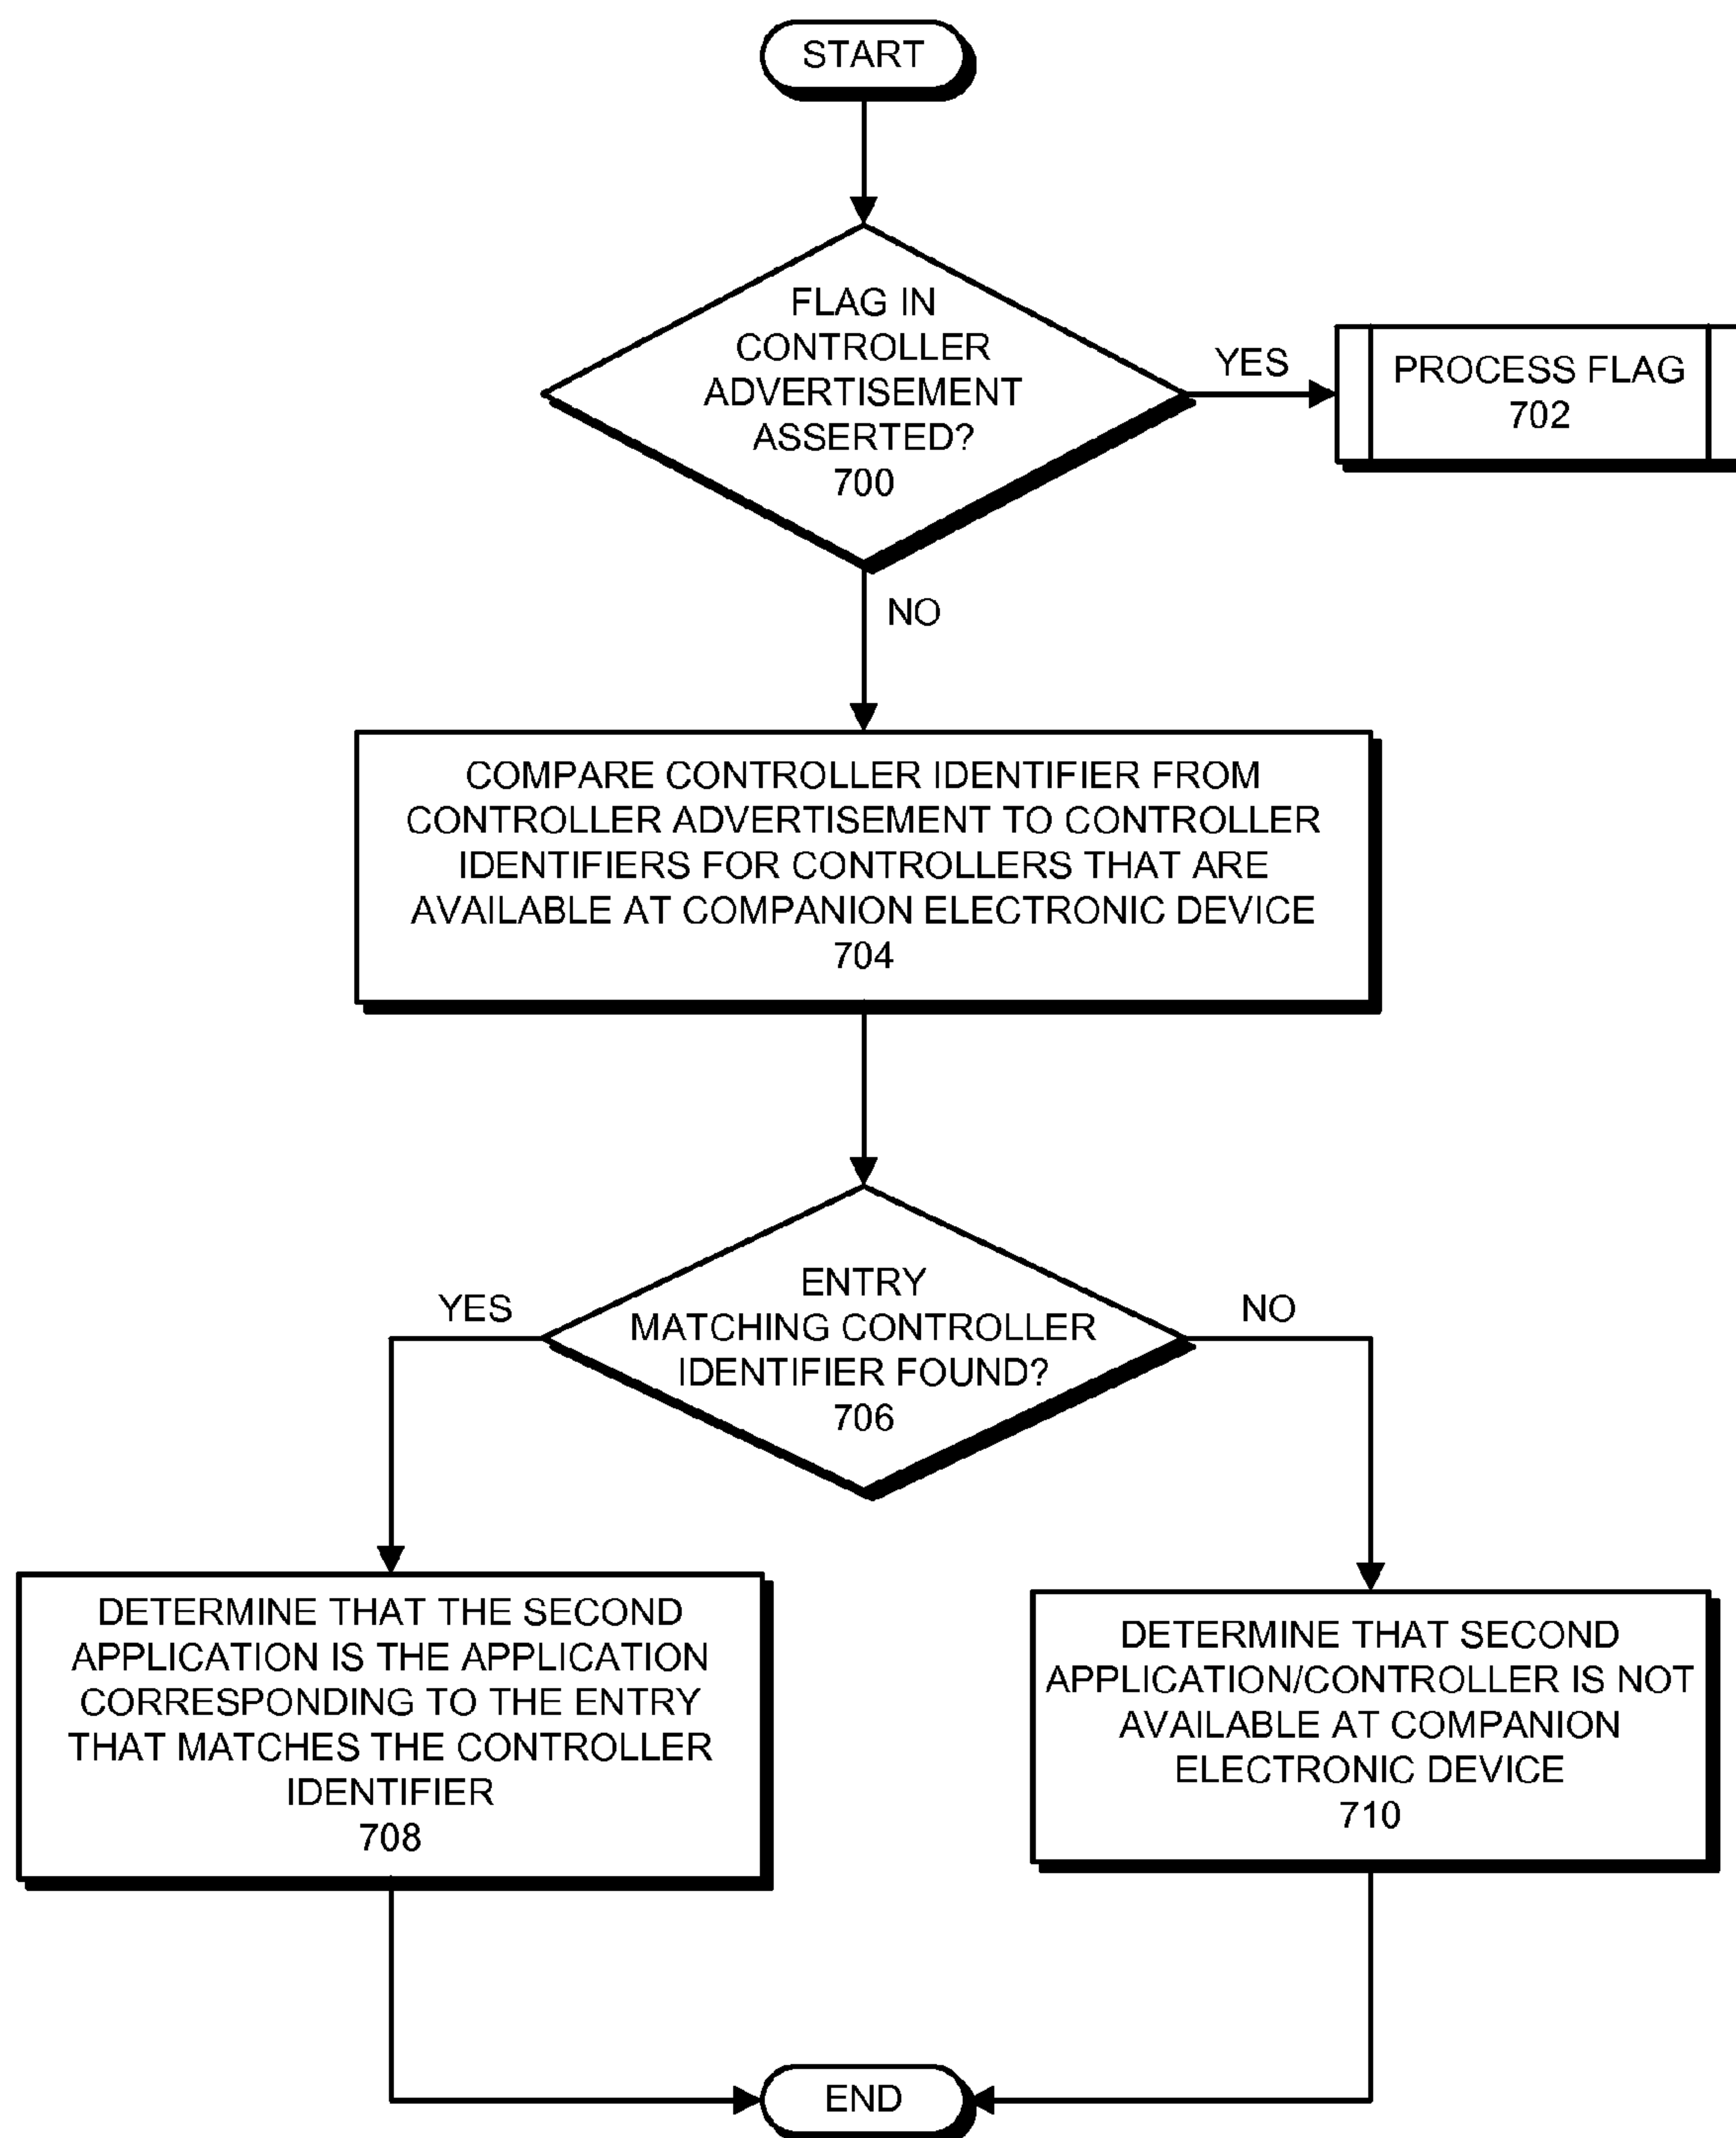 START
FLAG IN
CONTROLLER
ADVERTISEMENT
ASSERTED?
700
YES
PROCESS FLAG
702
NO
COMPARE CONTROLLER IDENTIFIER FROM
CONTROLLER ADVERTISEMENT TO CONTROLLER
IDENTIFIERS FOR CONTROLLERS THAT ARE
AVAILABLE AT COMPANION ELECTRONIC DEVICE
704
ENTRY
MATCHING CONTROLLER
IDENTIFIER FOUND?
706
YES
NO
DETERMINE THAT THE SECOND
APPLICATION IS THE APPLICATION
CORRESPONDING TO THE ENTRY
THAT MATCHES THE CONTROLLER
IDENTIFIER
708
DETERMINE THAT SECOND
APPLICATION/CONTROLLER IS NOT
AVAILABLE AT COMPANION
ELECTRONIC DEVICE
710
END